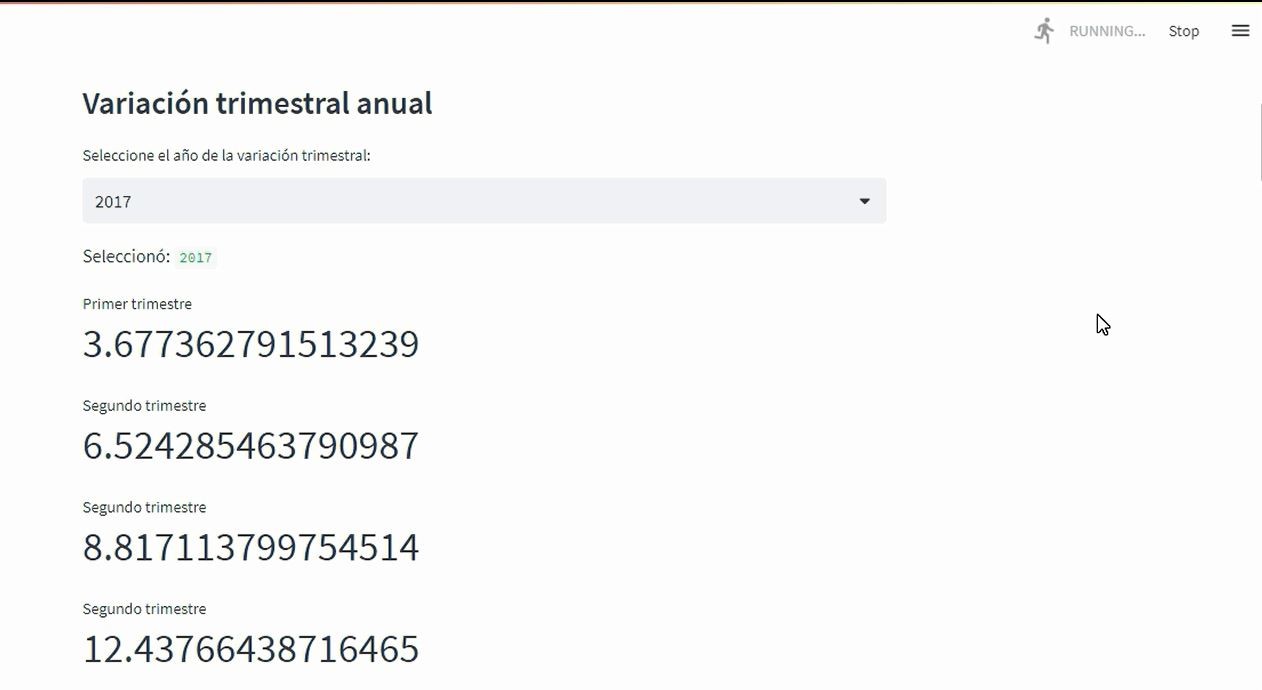 RUNNING... Stop
Variación trimestral anual
Seleccione el año de la variación trimestral:
2017
Seleccionó: 2017
Primer trimestre
3.677362791513239
Segundo trimestre
6.524285463790987
Segundo trimestre
8.817113799754514
Segundo trimestre
12.43766438716465